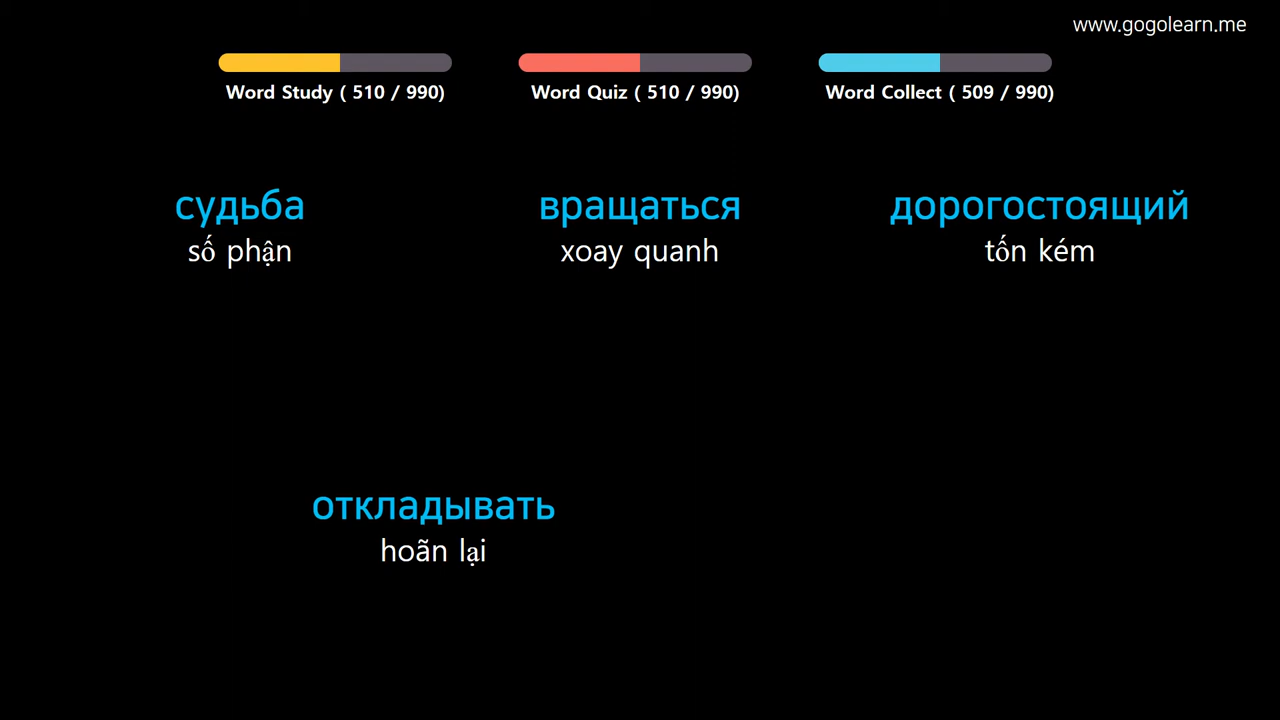 www.gogolearn.me
Word Study ( 510 / 990)
Word Quiz ( 510 / 990)
Word Collect ( 509 / 990)
судьба
số phận
вращаться
xoay quanh
дорогостоящий
tốn kém
откладывать
hoãn lại